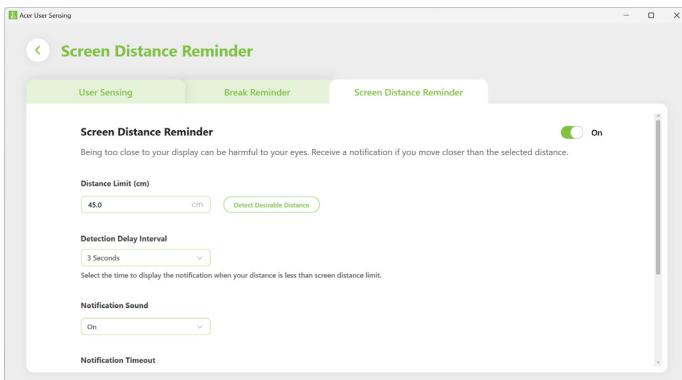 Acer User Sensing
Screen Distance Reminder
User Sensing
Break Reminder
Screen Distance Reminder
Screen Distance Reminder
On
Being too close to your display can be harmful to your eyes. Receive a notification if you move closer than the selected distance.
Distance Limit (cm)
45.0 cm
Detect Desirable Distance
Detection Delay Interval
3 Seconds
Select the time to display the notification when your distance is less than screen distance limit.
Notification Sound
On
Notification Timeout